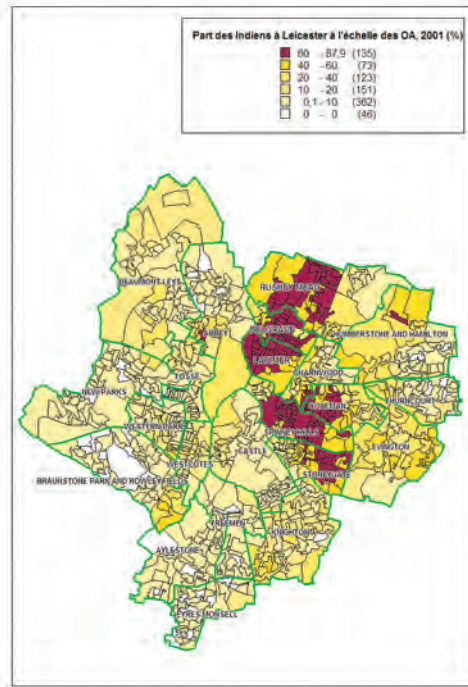 Part des Indiens à Leicester à l'échelle des OA, 2001 (%)
60 - 87,9 (135)
40 - 60 (73)
20 - 40 (123)
10 - 20 (151)
0,1 - 10 (362)
0 - 0 (46)
RUSHEY MEAD
BEAUMONT LEYS
ABBEY
BELGRAVE
HUMBERSTONE AND HAMILTON
LATIMER
FOSSE
CHARNWOOD
NEW PARKS
COLEMAN
THURNCOURT
WESTERN PARK
SPINNEY HILLS
CASTLE
EVINGTON
WESTCOTES
STONEYGATE
BRAUNSTONE PARK AND ROWLEY FIELDS
FREEMEN
KNIGHTON
AYLESTONE
EYRES MONSELL